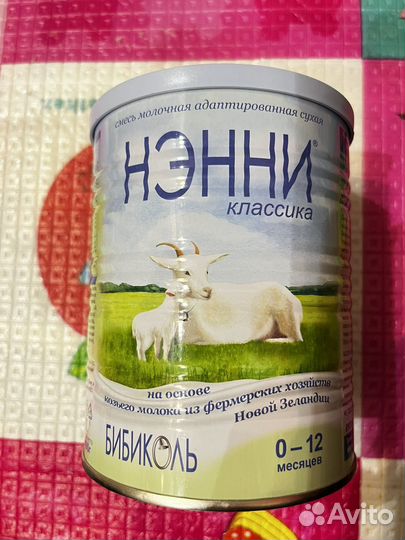 смесь молочная адаптированная сухая
НЭННИ®
классика
на основе
козьего молока из фермерских хозяйств
Новой Зеландии
БИБИКОЛЬ
0–12
месяцев
Avito